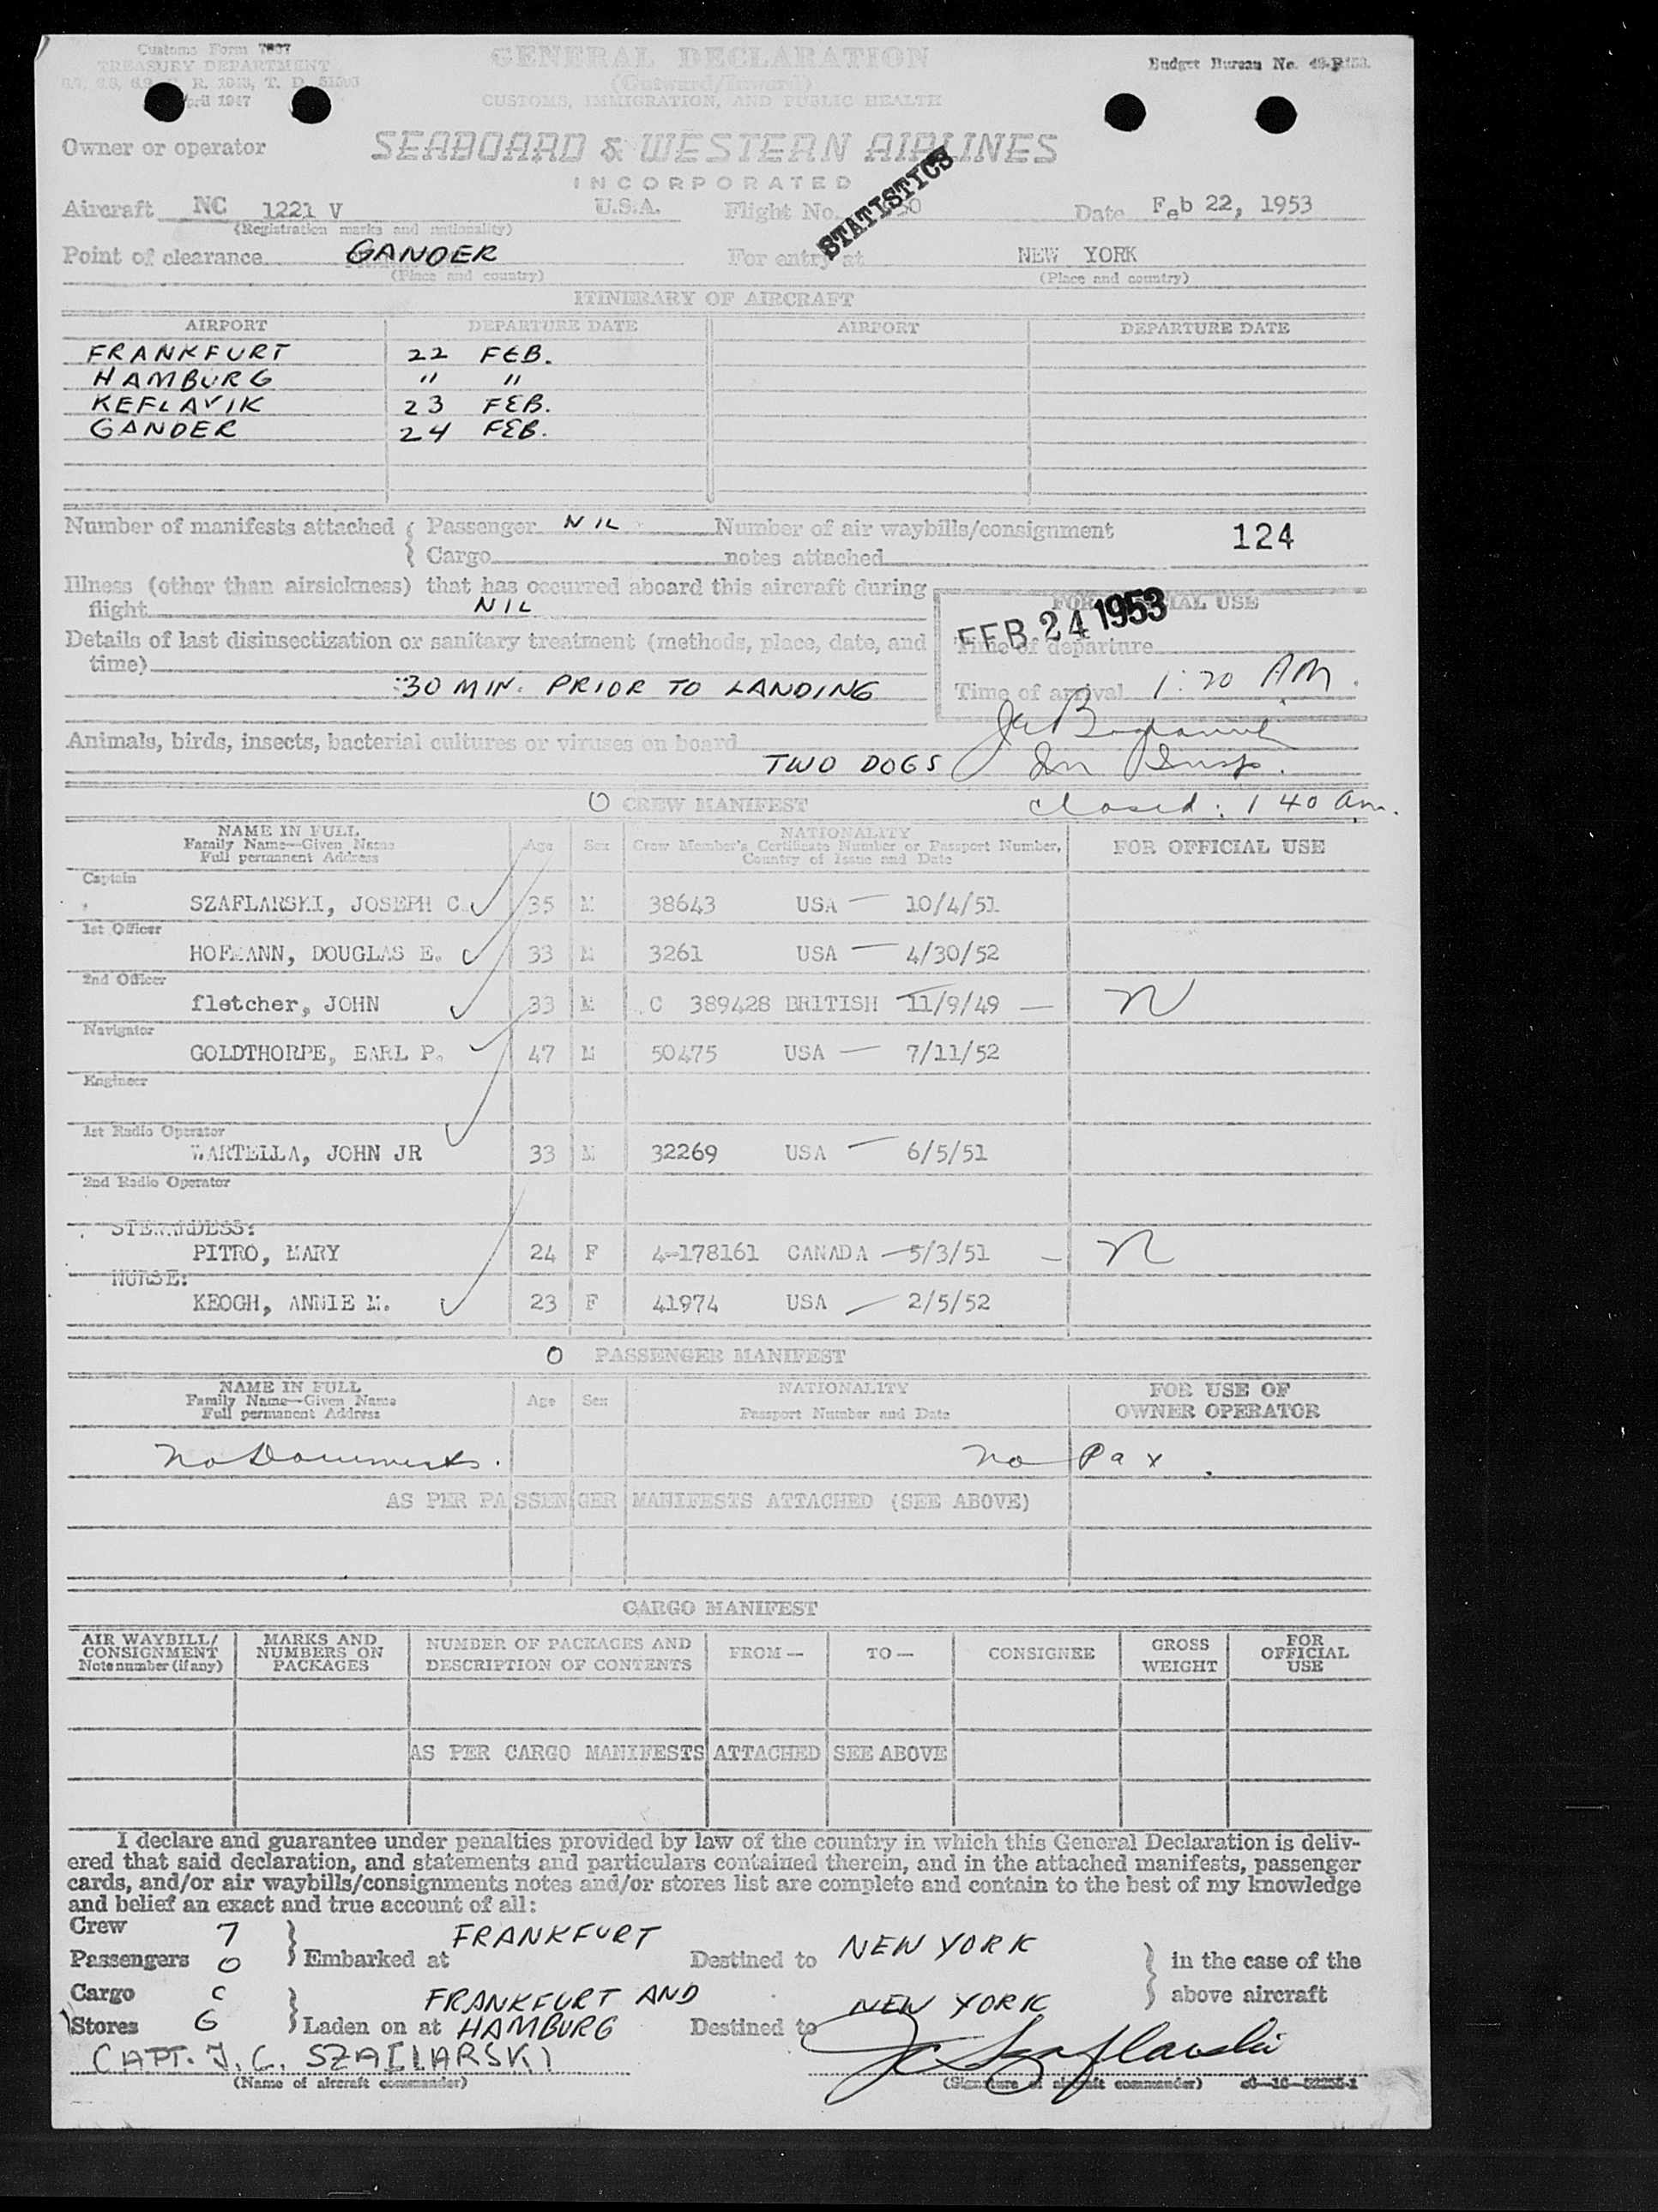 Customs Form 7507
TREASURY DEPARTMENT
April 1947
GENERAL DECLARATION
(Outward/Inward)
CUSTOMS, IMMIGRATION, AND PUBLIC HEALTH
Budget Bureau No.
Owner or operator SEABOARD & WESTERN AIRLINES
INCORPORATED
STATISTICS
Aircraft NC 1221 V U.S.A. Flight No. Date Feb 22, 1953
(Registration marks and nationality)
Point of clearance GANDER For entry at NEW YORK
(Place and country) (Place and country)
ITINERARY OF AIRCRAFT
AIRPORT DEPARTURE DATE AIRPORT DEPARTURE DATE
FRANKFURT 22 FEB.
HAMBURG " "
KEFLAVIK 23 FEB.
GANDER 24 FEB.
Number of manifests attached { Passenger NIL Number of air waybills/consignment 124
{ Cargo notes attached
Illness (other than airsickness) that has occurred aboard this aircraft during
flight NIL
FOR OFFICIAL USE
FEB 24 1953
Details of last disinsectization or sanitary treatment (methods, place, date, and
time)
Time of departure
30 MIN. PRIOR TO LANDING
Time of arrival 1:20 AM.
Animals, birds, insects, bacterial cultures or viruses on board
TWO DOGS
Im Insp.
O CREW MANIFEST closed: 1 40 am.
NAME IN FULL
Family Name—Given Name
Full permanent Address
Age Sex
NATIONALITY
Crew Member's Certificate Number or Passport Number,
Country of Issue and Date
FOR OFFICIAL USE
Captain
SZAFLARSKI, JOSEPH C 35 M 38643 USA — 10/4/51
1st Officer
HOFMANN, DOUGLAS E. 33 M 3261 USA — 4/30/52
2nd Officer
fletcher, JOHN 33 M C 389428 BRITISH 11/9/49 — N
Navigator
GOLDTHORPE, EARL P. 47 M 50475 USA — 7/11/52
Engineer
1st Radio Operator
WARTELLA, JOHN JR 33 M 32269 USA — 6/5/51
2nd Radio Operator
STEWARDESS:
PITRO, MARY 24 F 4-178161 CANADA — 5/3/51 — N
NURSE:
KEOGH, ANNIE M. 23 F 41974 USA — 2/5/52
O PASSENGER MANIFEST
NAME IN FULL
Family Name—Given Name
Full permanent Address
Age Sex
NATIONALITY
Passport Number and Date
FOR USE OF
OWNER OPERATOR
No Documents. No Pax.
AS PER PASSENGER MANIFESTS ATTACHED (SEE ABOVE)
CARGO MANIFEST
AIR WAYBILL/
CONSIGNMENT
Note number (if any)
MARKS AND
NUMBERS ON
PACKAGES
NUMBER OF PACKAGES AND
DESCRIPTION OF CONTENTS
FROM — TO — CONSIGNEE
GROSS
WEIGHT
FOR
OFFICIAL
USE
AS PER CARGO MANIFESTS ATTACHED SEE ABOVE
I declare and guarantee under penalties provided by law of the country in which this General Declaration is deliv-
ered that said declaration, and statements and particulars contained therein, and in the attached manifests, passenger
cards, and/or air waybills/consignments notes and/or stores list are complete and contain to the best of my knowledge
and belief an exact and true account of all:
Crew 7
Passengers 0 } Embarked at FRANKFURT Destined to NEW YORK } in the case of the
Cargo C above aircraft
Stores G } Laden on at FRANKFURT AND HAMBURG Destined to NEW YORK
CAPT. J. C. SZAFLARSKI JC Szaflarski
(Name of aircraft commander) (Signature of aircraft commander)